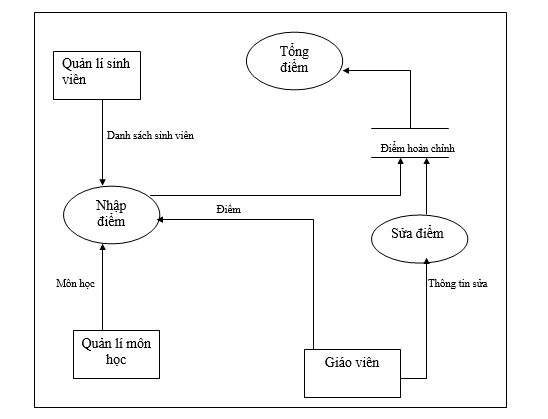 Quản lí sinh
viên
Tổng
điểm
Danh sách sinh viên
Điểm hoàn chỉnh
Nhập
điểm
Điểm
Sửa điểm
Môn học
Thông tin sửa
Quản lí môn
học
Giáo viên